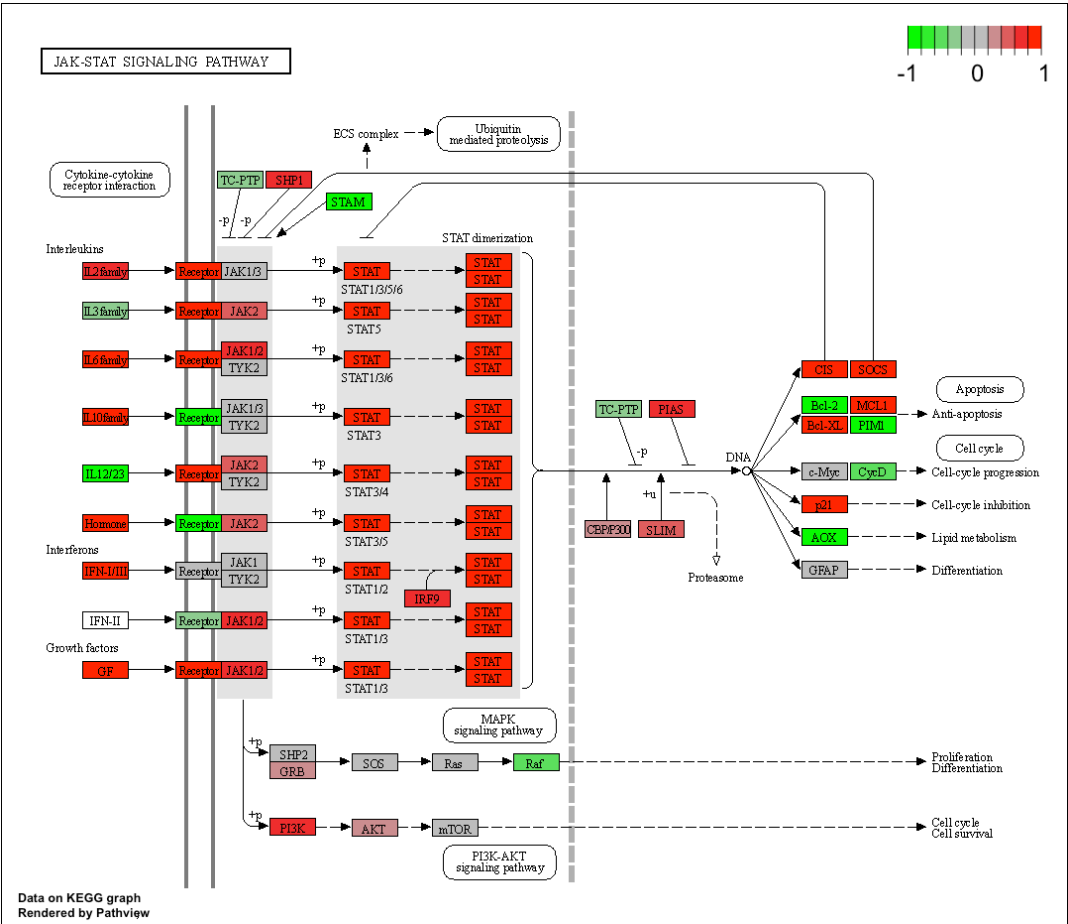 JAK-STAT SIGNALING PATHWAY
-1 0 1
ECS complex
Ubiquitin
mediated proteolysis
Cytokine-cytokine
receptor interaction
TC-PTP SHP1
STAM
-p -p
STAT dimerization
Interleukins
IL2 family Receptor JAK1/3 +p STAT STAT
STAT
STAT1/3/5/6
IL3 family Receptor JAK2 +p STAT STAT
STAT
STAT5
IL6 family Receptor JAK1/2 +p STAT STAT
TYK2 STAT
STAT1/3/6
CIS SOCS
Apoptosis
IL10 family Receptor JAK1/3 +p STAT STAT
TYK2 STAT
STAT3
TC-PTP PIAS
-p
Bcl-2 MCL1
Bcl-XL PIM1
Anti-apoptosis
Cell cycle
DNA
IL12/23 Receptor JAK2 +p STAT STAT
TYK2 STAT
STAT3/4
c-Myc CycD Cell-cycle progression
+u
p21 Cell-cycle inhibition
Hormone Receptor JAK2 +p STAT STAT
STAT
STAT3/5
CBP/P300 SLIM
AOX Lipid metabolism
Interferons
IFN-I/III Receptor JAK1 +p STAT STAT
TYK2 STAT
STAT1/2
Proteasome
GFAP Differentiation
IRF9
IFN-II Receptor JAK1/2 +p STAT STAT
STAT
STAT1/3
Growth factors
GF Receptor JAK1/2 +p STAT STAT
STAT
STAT1/3
MAPK
signaling pathway
+p
SHP2
GRB
SOS Ras Raf
Proliferation
Differentiation
+p
PI3K AKT mTOR
Cell cycle
Cell survival
PI3K-AKT
signaling pathway
Data on KEGG graph
Rendered by Pathview